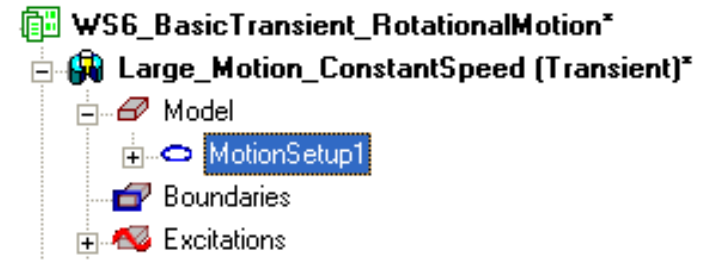 WS6_BasicTransient_RotationalMotion*
Large_Motion_ConstantSpeed (Transient)*
Model
MotionSetup1
Boundaries
Excitations